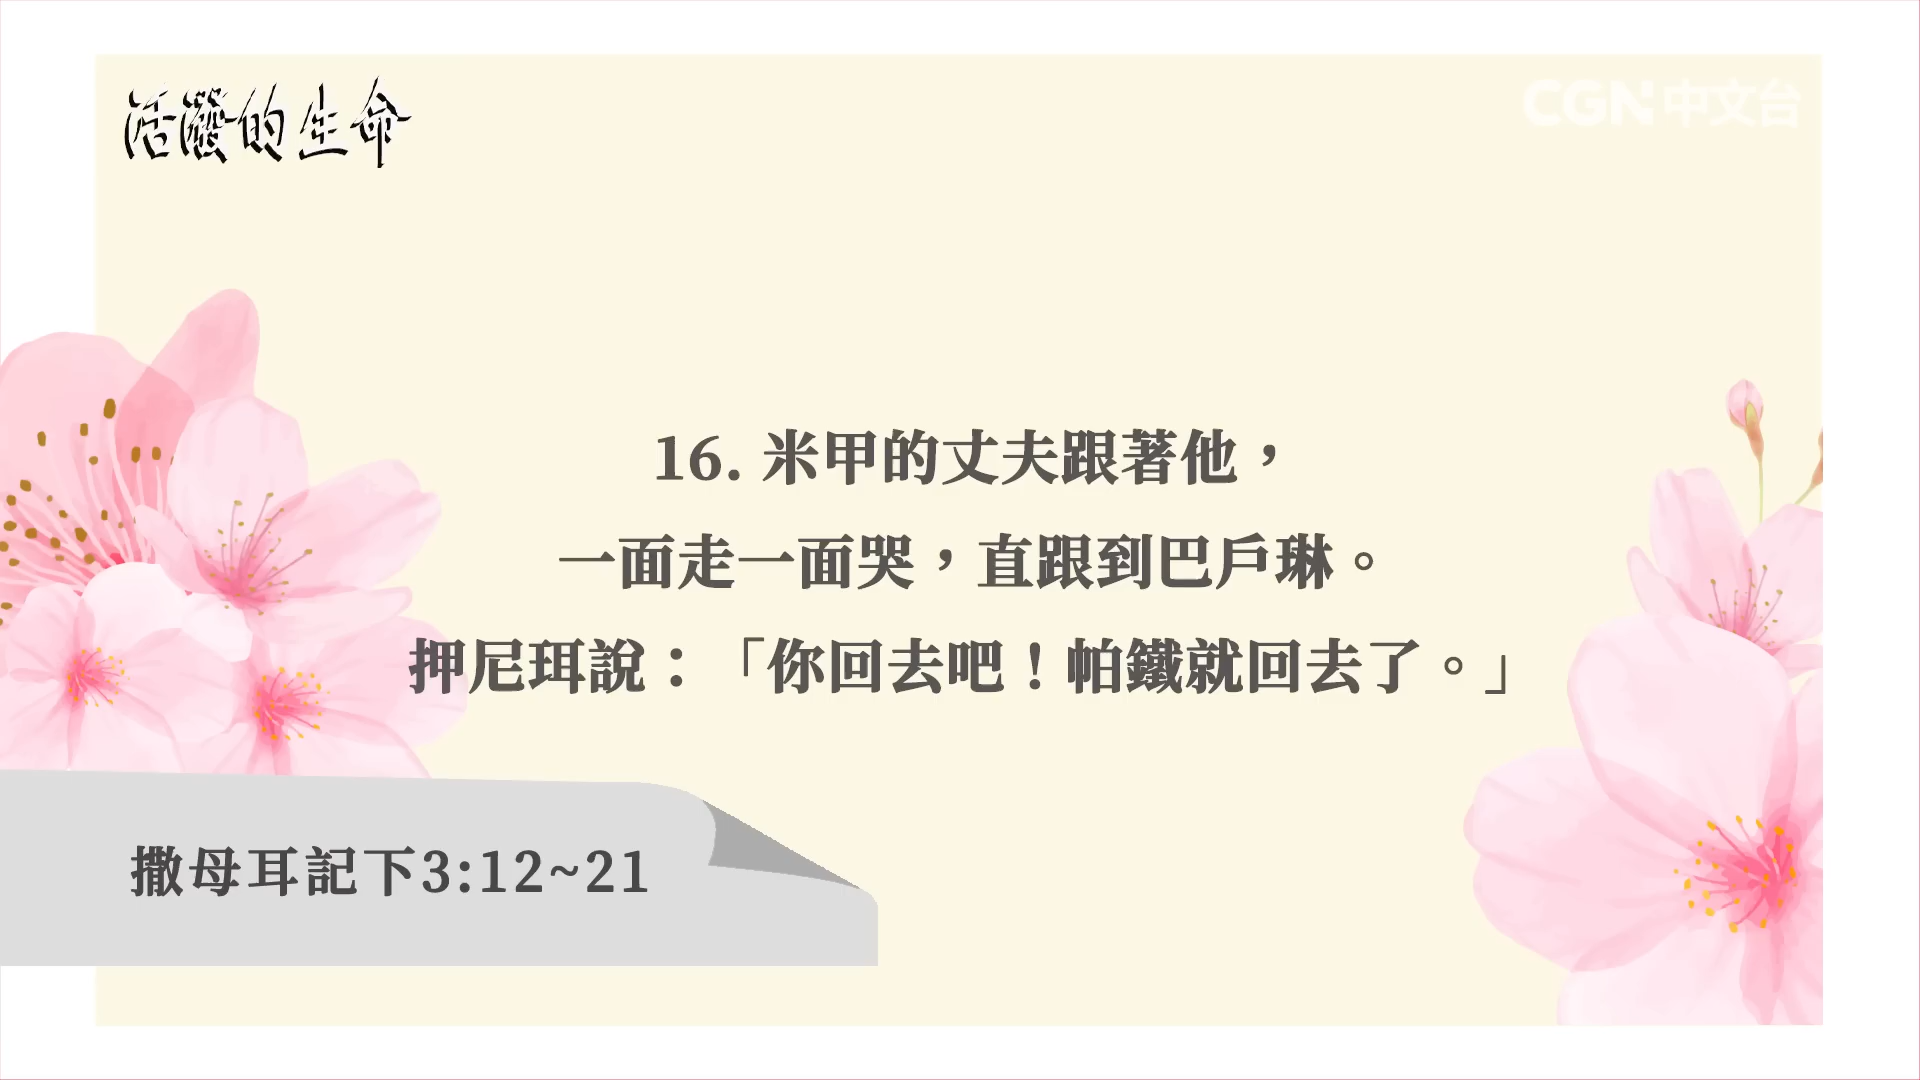 活潑的生命
CGN中文台
16. 米甲的丈夫跟著他，
一面走一面哭，直跟到巴戶琳。
押尼珥說：「你回去吧！帕鐵就回去了。」
撒母耳記下3:12~21